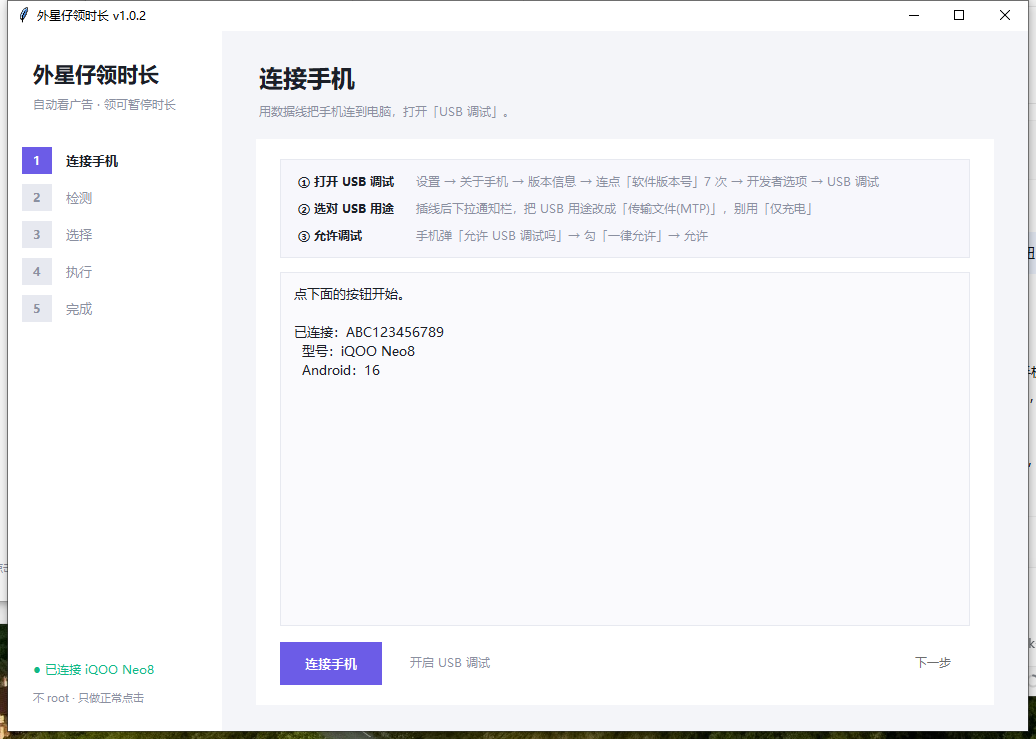 外星仔领时长 v1.0.2
外星仔领时长
自动看广告 · 领可暂停时长
1 连接手机
2 检测
3 选择
4 执行
5 完成
● 已连接 iQOO Neo8
不 root · 只做正常点击
连接手机
用数据线把手机连到电脑，打开「USB 调试」。
① 打开 USB 调试 设置 → 关于手机 → 版本信息 → 连点「软件版本号」7 次 → 开发者选项 → USB 调试
② 选对 USB 用途 插线后下拉通知栏，把 USB 用途改成「传输文件(MTP)」，别用「仅充电」
③ 允许调试 手机弹「允许 USB 调试吗」→ 勾「一律允许」→ 允许
点下面的按钮开始。
已连接：ABC123456789
型号：iQOO Neo8
Android：16
连接手机 开启 USB 调试 下一步